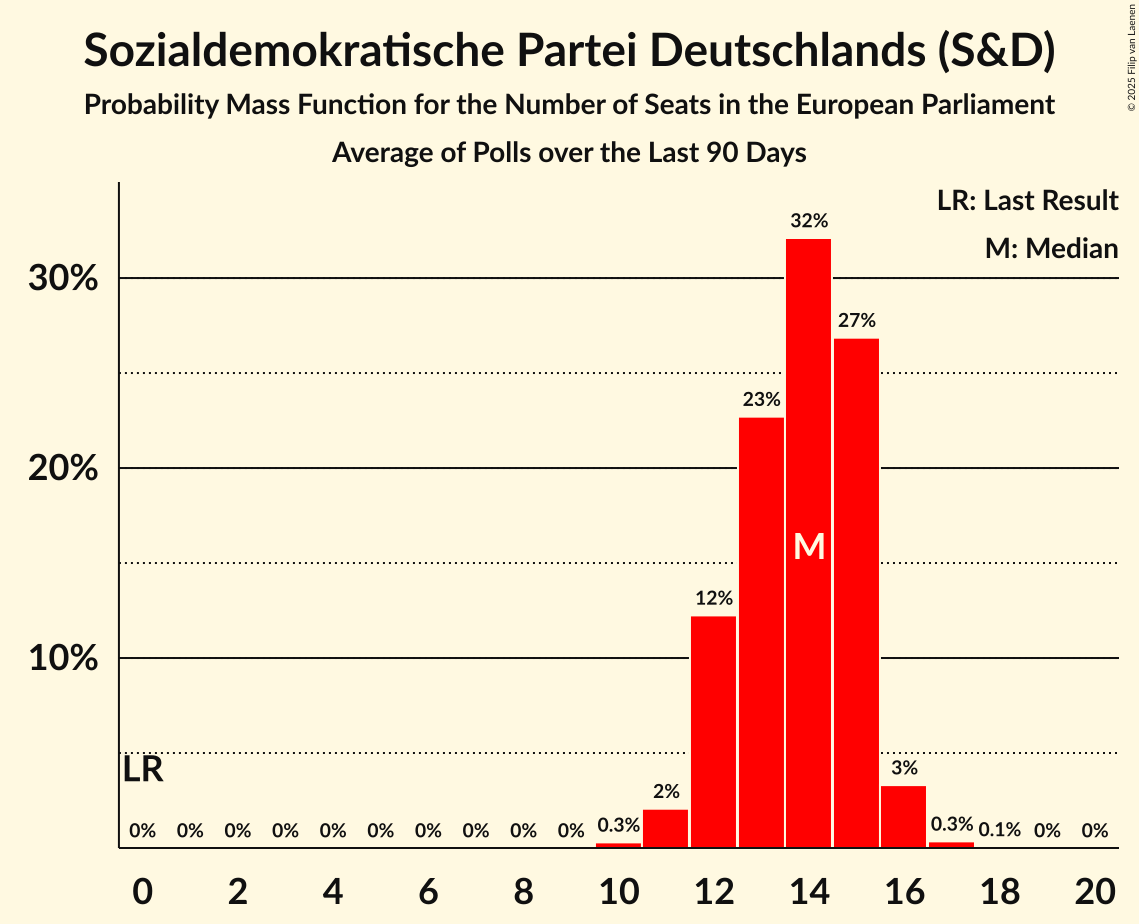 Sozialdemokratische Partei Deutschlands (S&D)
Probability Mass Function for the Number of Seats in the European Parliament
Average of Polls over the Last 90 Days
© 2025 Filip van Laenen
LR: Last Result
M: Median
30%
20%
10%
32%
27%
23%
12%
3%
2%
0% 0% 0% 0% 0% 0% 0% 0% 0% 0% 0.3% 0.3% 0.1% 0% 0%
M
LR
0 2 4 6 8 10 12 14 16 18 20